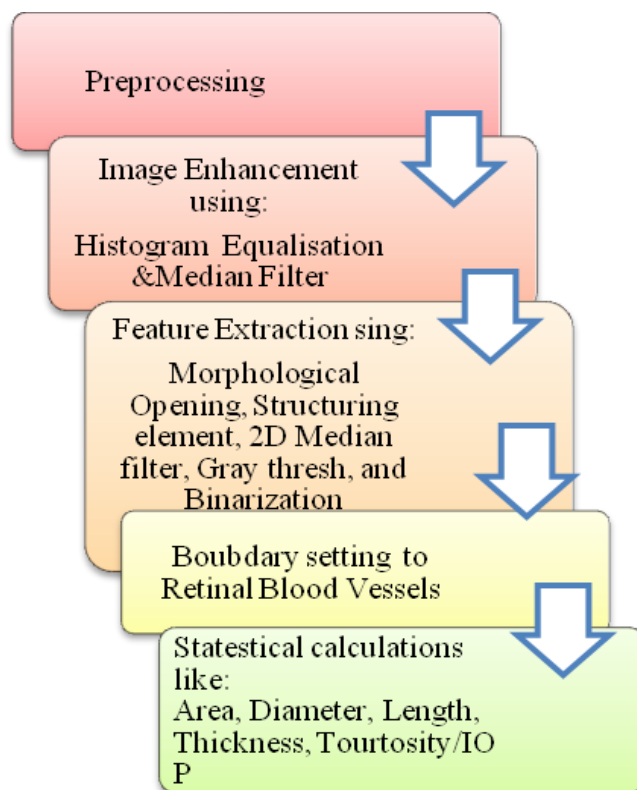 Preprocessing
Image Enhancement
using:
Histogram Equalisation
&Median Filter
Feature Extraction sing:
Morphological
Opening, Structuring
element, 2D Median
filter, Gray thresh, and
Binarization
Boubdary setting to
Retinal Blood Vessels
Statestical calculations
like:
Area, Diameter, Length,
Thickness, Tourtosity/IO
P